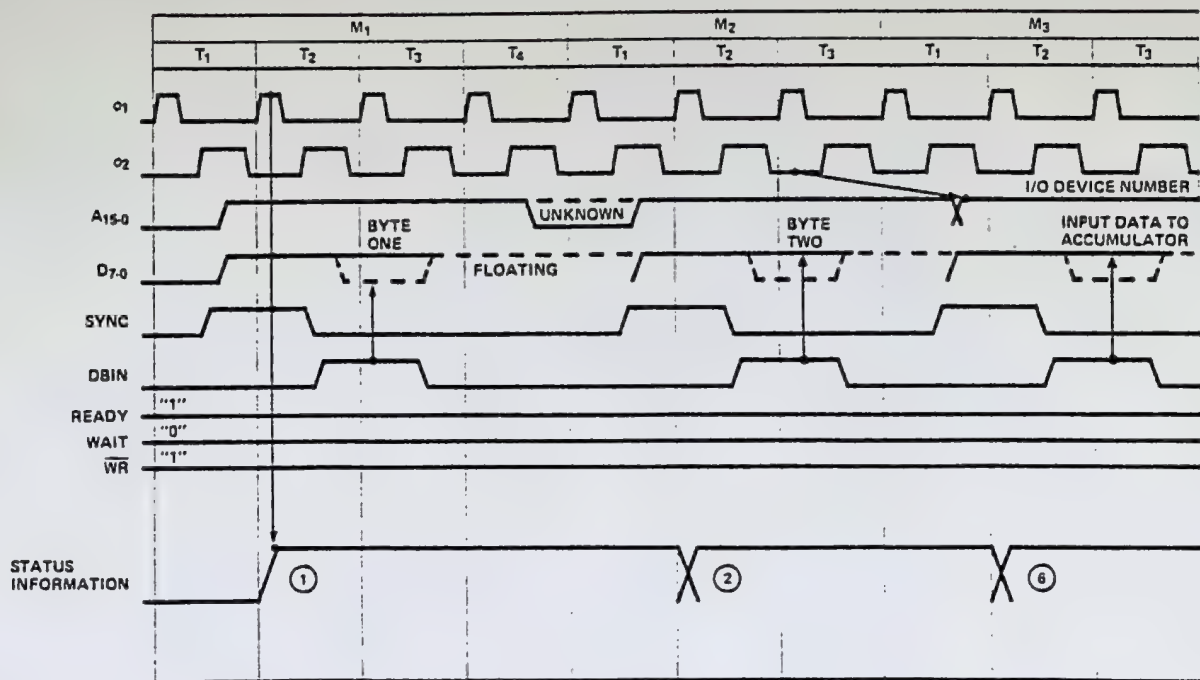 M1 M2 M3
T1 T2 T3 T4 T1 T2 T3 T1 T2 T3
ø1
ø2
I/O DEVICE NUMBER
A15-0
UNKNOWN
BYTE
ONE
BYTE
TWO
INPUT DATA TO
ACCUMULATOR
D7-0
FLOATING
SYNC
DBIN
READY "1"
WAIT "0"
WR "1"
STATUS
INFORMATION
1 2 6